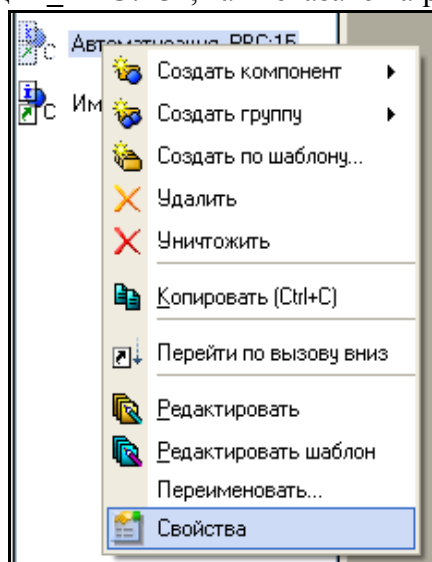 Создать компонент
Им
Создать группу
Создать по шаблону...
Удалить
Уничтожить
Копировать (Ctrl+C)
Перейти по вызову вниз
Редактировать
Редактировать шаблон
Переименовать...
Свойства